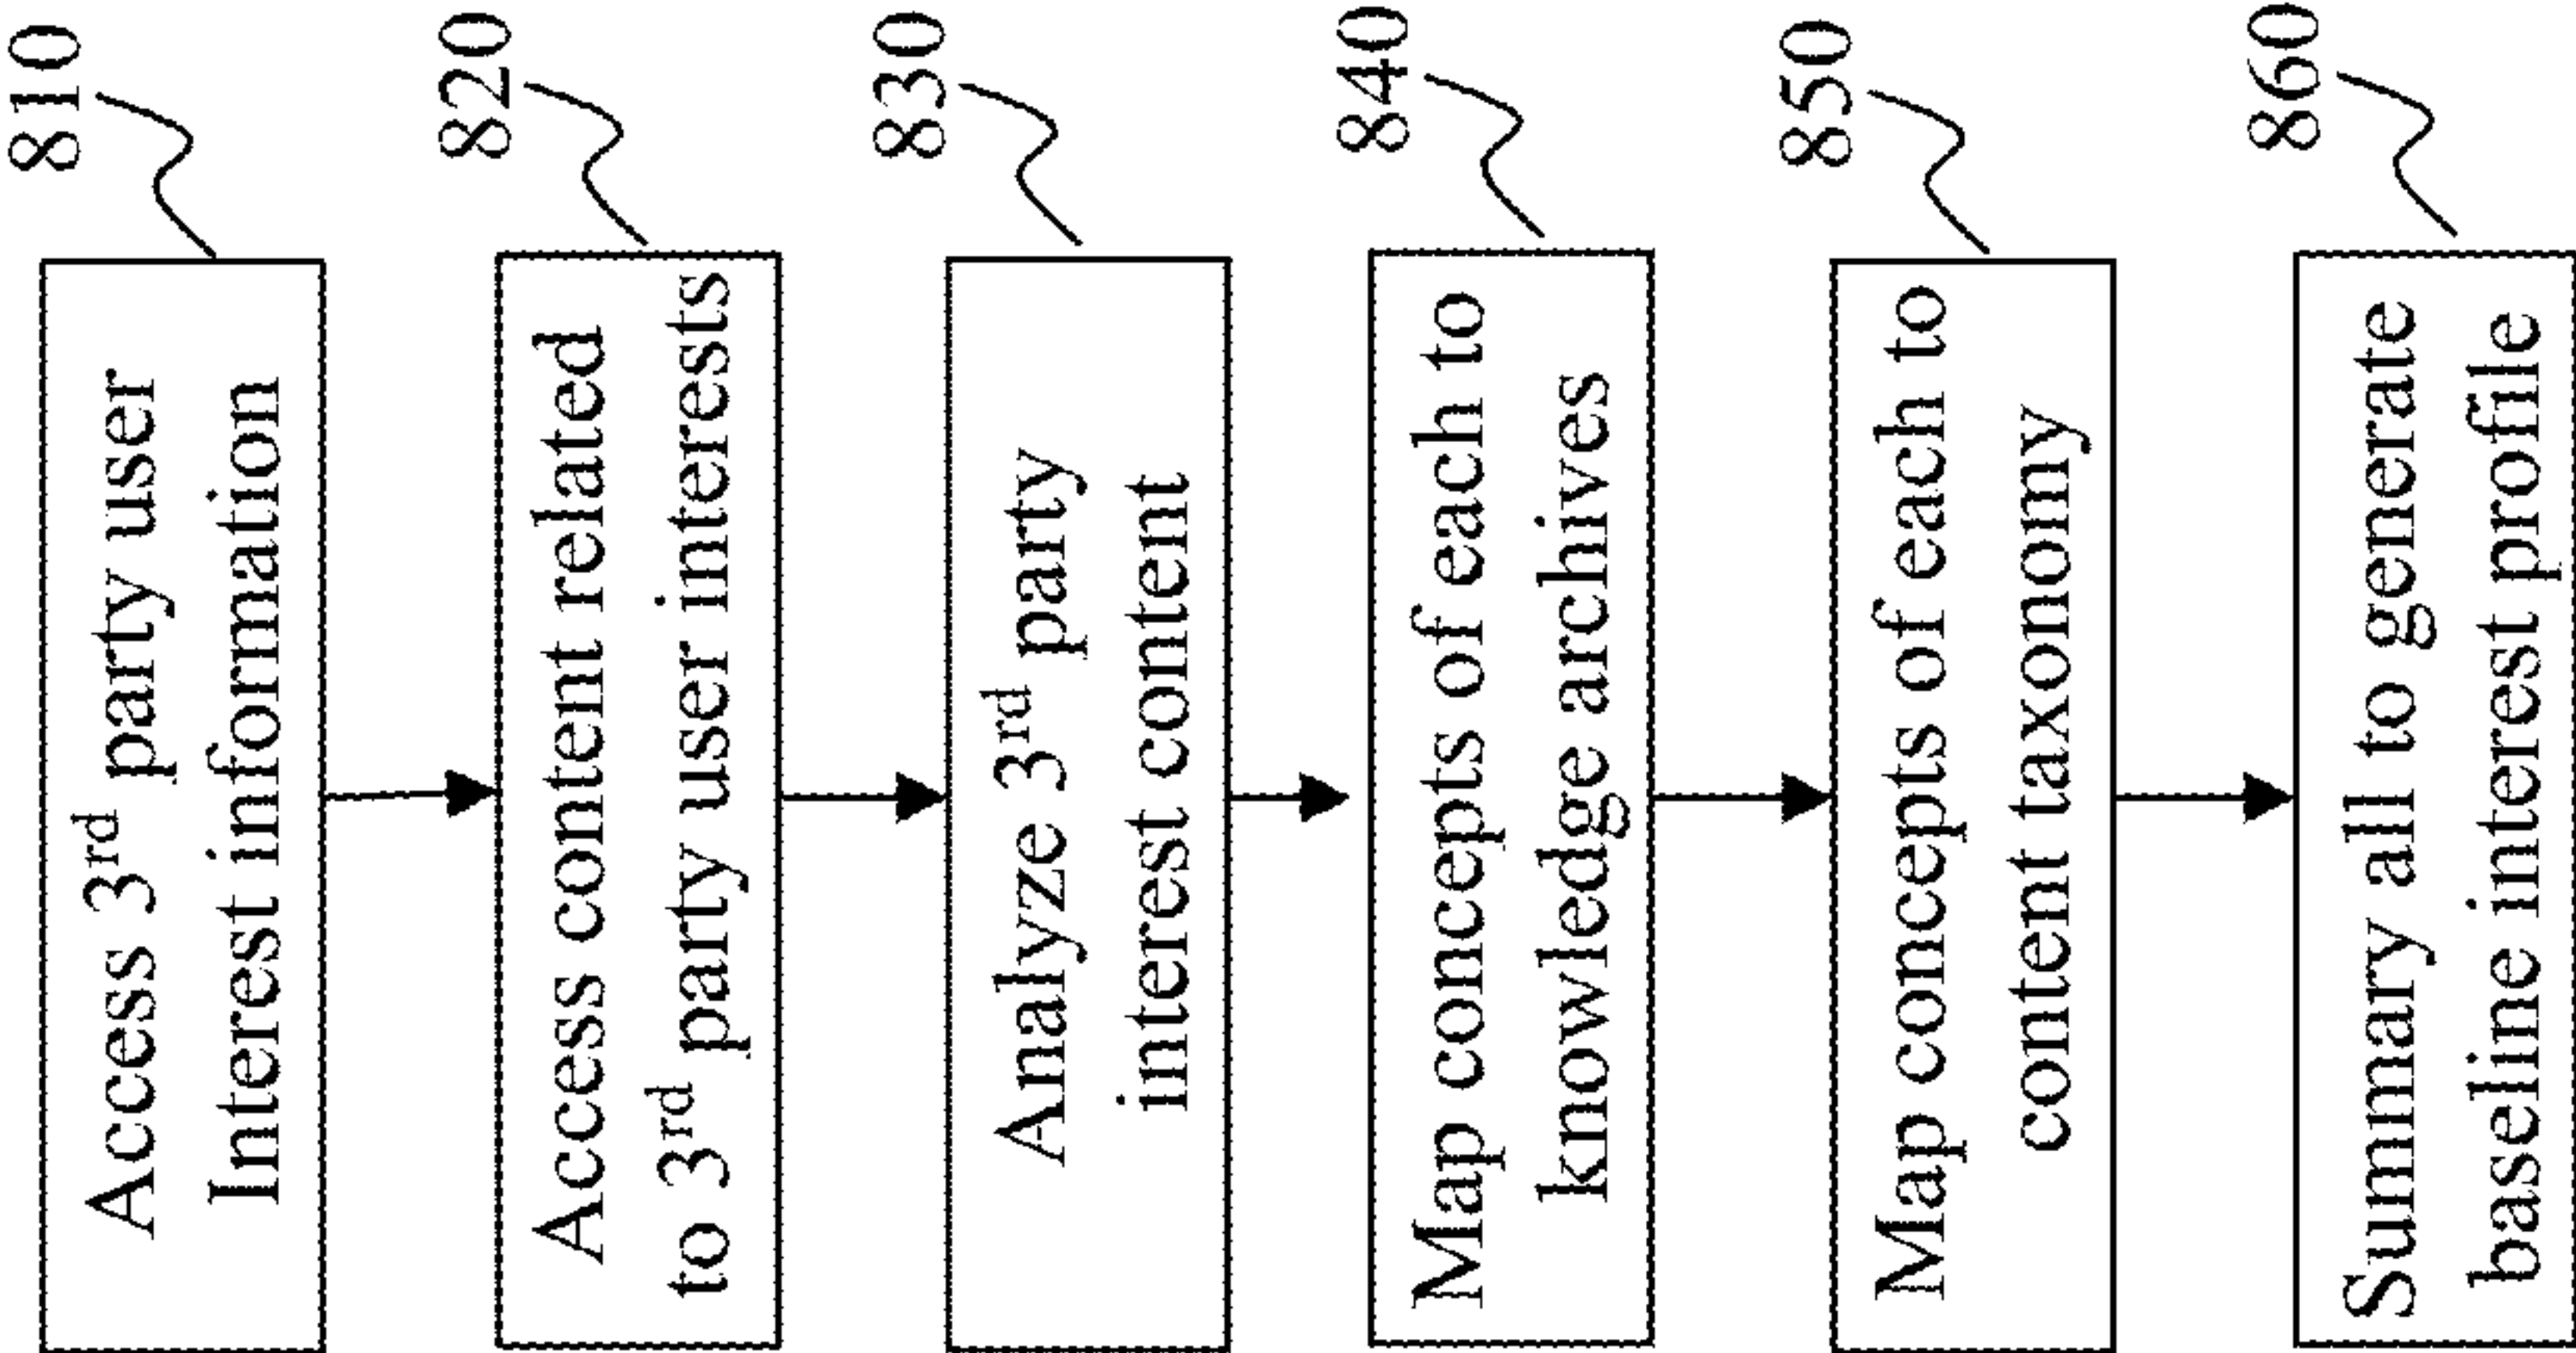 810
Access 3rd party user
Interest information
820
Access content related
to 3rd party user interests
830
Analyze 3rd party
interest content
840
Map concepts of each to
knowledge archives
850
Map concepts of each to
content taxonomy
860
Summary all to generate
baseline interest profile